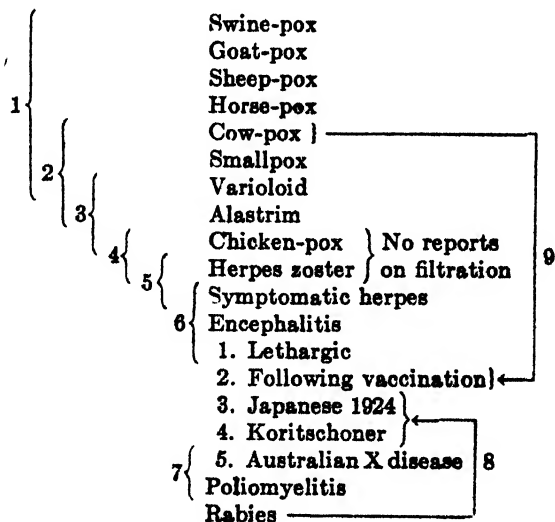 Swine-pox
Goat-pox
Sheep-pox
1 Horse-pox
Cow-pox }
2 Smallpox
3 Varioloid
Alastrim
4 Chicken-pox } No reports 9
5 Herpes zoster } on filtration
Symptomatic herpes
6 Encephalitis
1. Lethargic
2. Following vaccination}
3. Japanese 1924
4. Koritschoner
7 5. Australian X disease 8
Poliomyelitis
Rabies